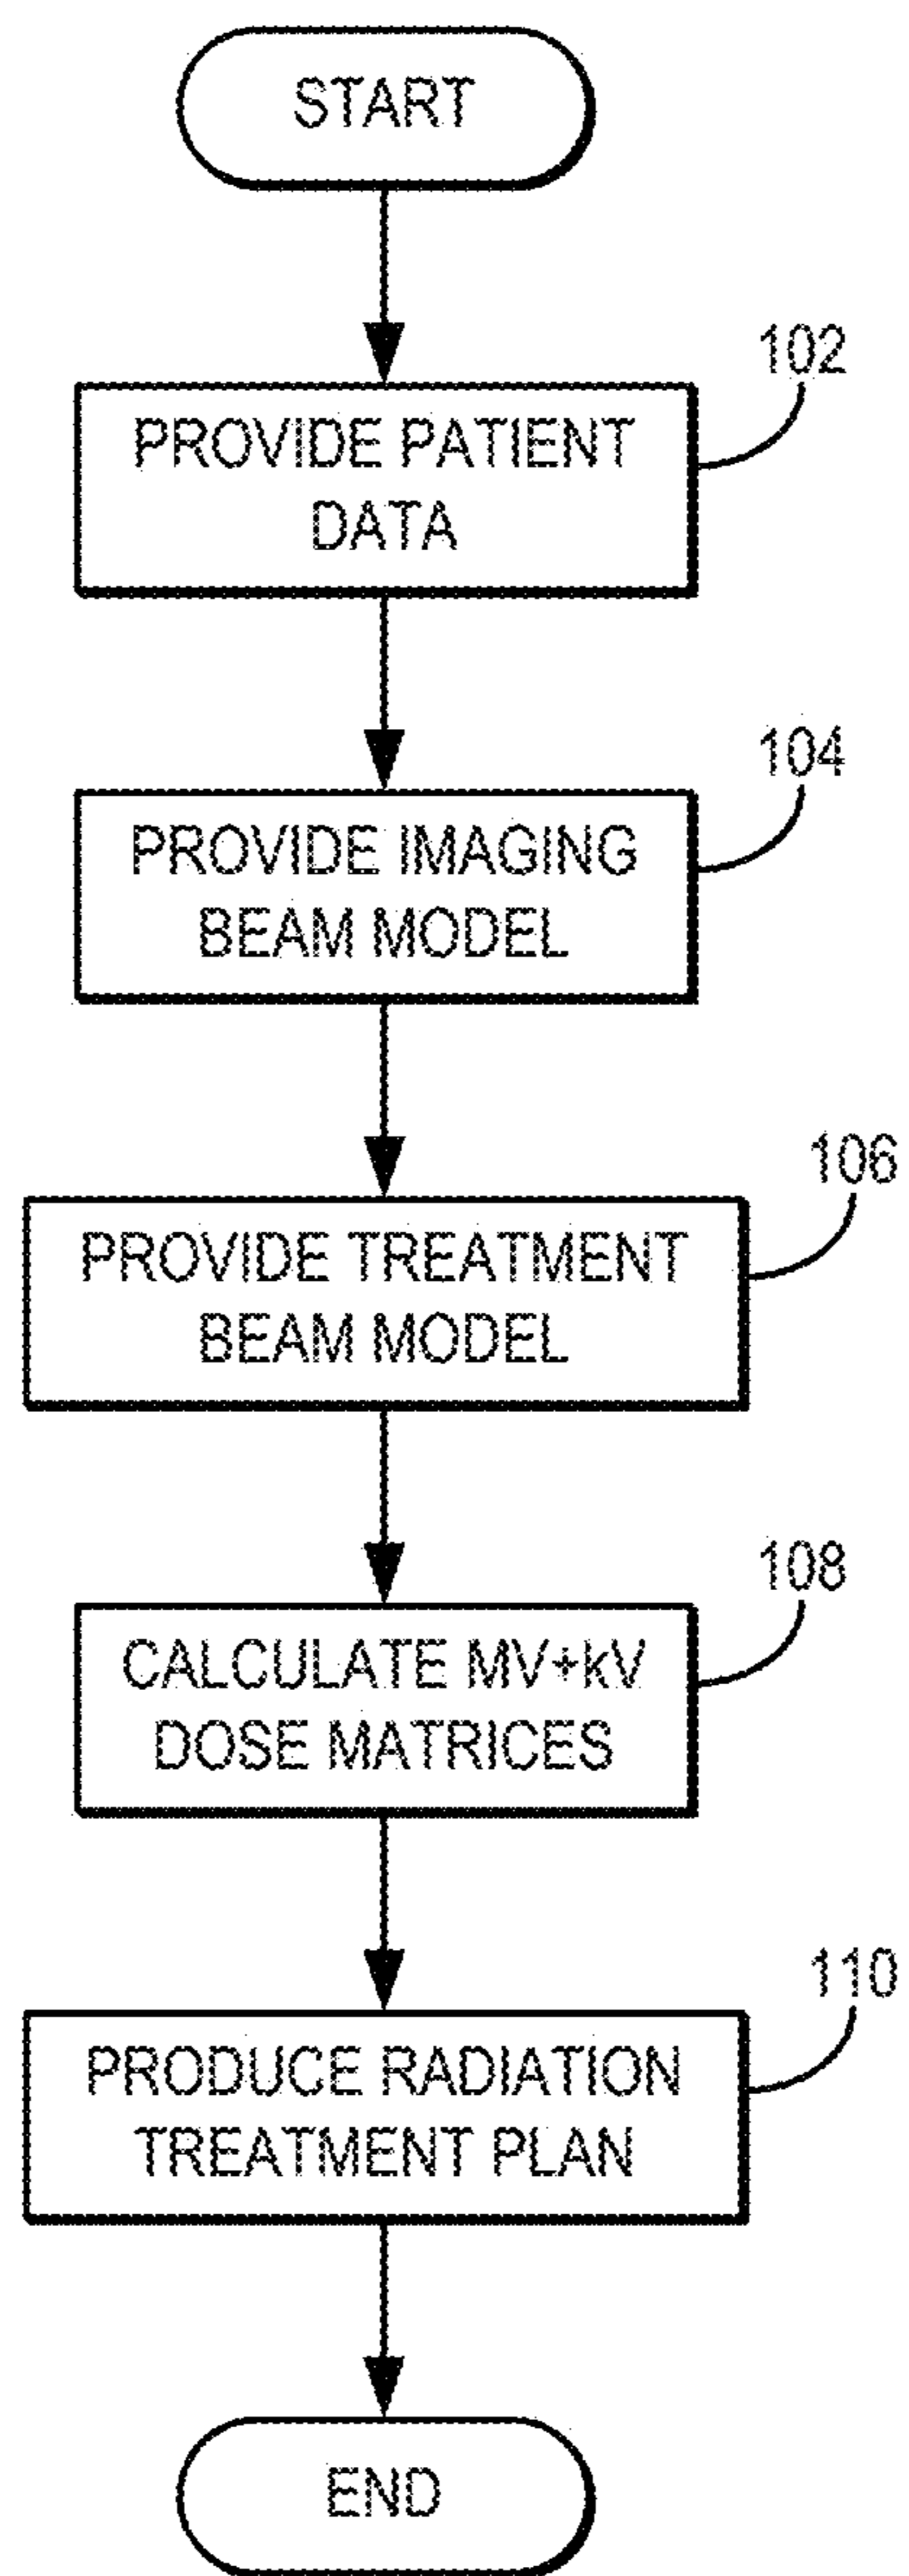 START
102
PROVIDE PATIENT
DATA
104
PROVIDE IMAGING
BEAM MODEL
106
PROVIDE TREATMENT
BEAM MODEL
108
CALCULATE MV+kV
DOSE MATRICES
110
PRODUCE RADIATION
TREATMENT PLAN
END